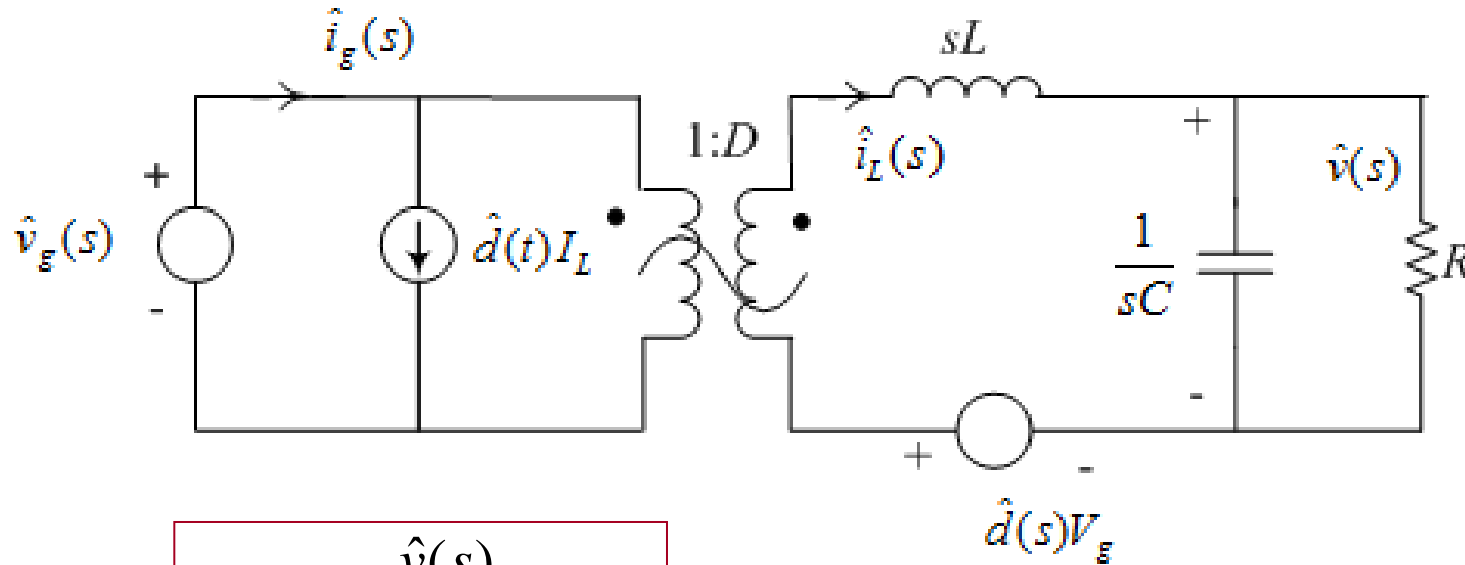 î_g(s)
sL
1:D
î_L(s)
+
v̂(s)
+
v̂_g(s)
-
d̂(t)I_L
1/sC
R
-
+
-
d̂(s)V_g
v̂(s)